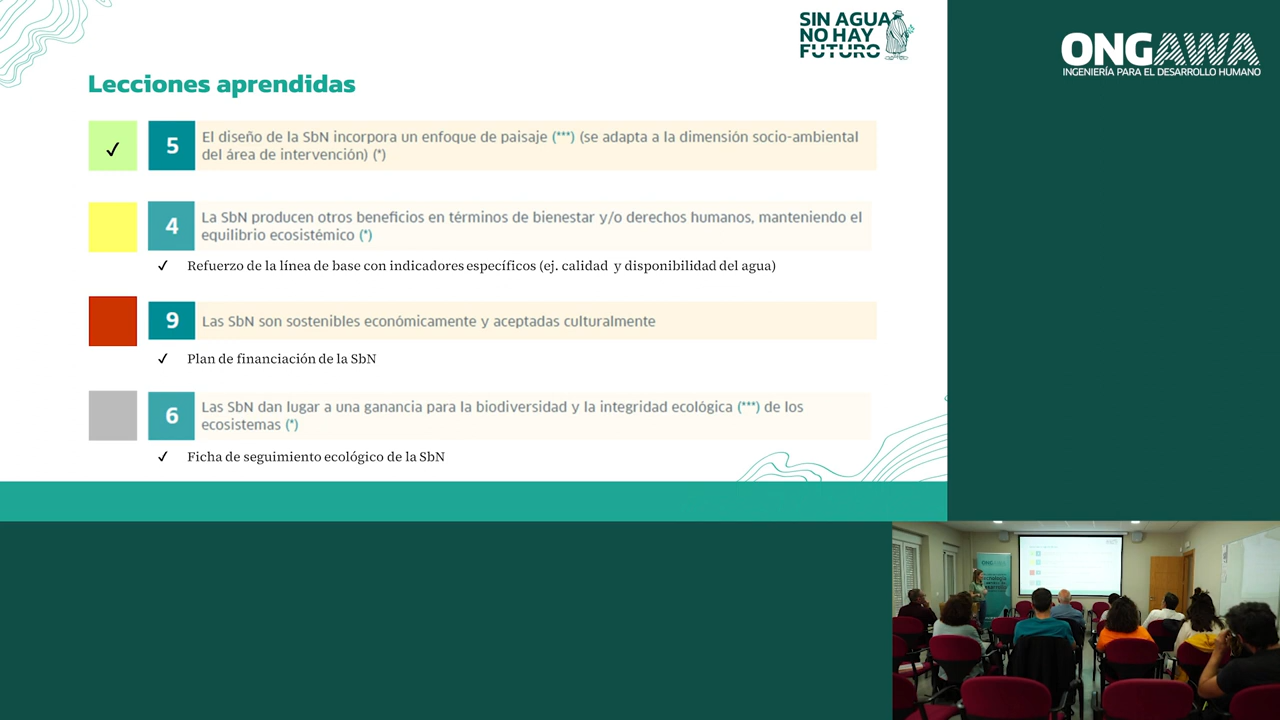 SIN AGUA
NO HAY
FUTURO
ONGAWA
INGENIERÍA PARA EL DESARROLLO HUMANO
Lecciones aprendidas
✓
5
El diseño de la SbN incorpora un enfoque de paisaje (***) (se adapta a la dimensión socio-ambiental
del área de intervención) (*)
4
La SbN producen otros beneficios en términos de bienestar y/o derechos humanos, manteniendo el
equilibrio ecosistémico (*)
✓ Refuerzo de la línea de base con indicadores específicos (ej. calidad y disponibilidad del agua)
9
Las SbN son sostenibles económicamente y aceptadas culturalmente
✓ Plan de financiación de la SbN
6
Las SbN dan lugar a una ganancia para la biodiversidad y la integridad ecológica (***) de los
ecosistemas (*)
✓ Ficha de seguimiento ecológico de la SbN
ONGAWA